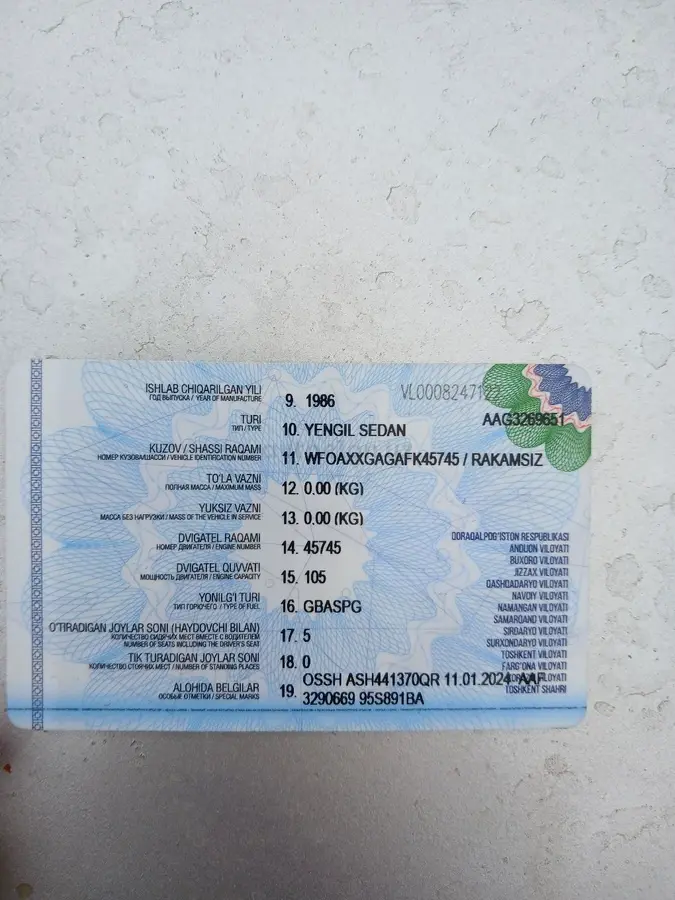 ISHLAB CHIQARILGAN YILI
ГОД ВЫПУСКА / YEAR OF MANUFACTURE
9. 1986
VL0008247122
AAG3269651
TURI
ТИП / TYPE
10. YENGIL SEDAN
KUZOV / SHASSI RAQAMI
НОМЕР КУЗОВА/ШАССИ / VEHICLE IDENTIFICATION NUMBER
11. WFOAXXGAGAFK45745 / RAKAMSIZ
TO'LA VAZNI
ПОЛНАЯ МАССА / MAXIMUM MASS
12. 0.00 (KG)
YUKSIZ VAZNI
МАССА БЕЗ НАГРУЗКИ / MASS OF THE VEHICLE IN SERVICE
13. 0.00 (KG)
DVIGATEL RAQAMI
НОМЕР ДВИГАТЕЛЯ / ENGINE NUMBER
14. 45745
DVIGATEL QUVVATI
МОЩНОСТЬ ДВИГАТЕЛЯ / ENGINE CAPACITY
15. 105
YONILG'I TURI
ТИП ГОРЮЧЕГО / TYPE OF FUEL
16. GBASPG
O'TIRADIGAN JOYLAR SONI (HAYDOVCHI BILAN)
КОЛИЧЕСТВО СИДЯЧИХ МЕСТ ВМЕСТЕ С ВОДИТЕЛЕМ
NUMBER OF SEATS INCLUDING THE DRIVER'S SEAT
17. 5
TIK TURADIGAN JOYLAR SONI
КОЛИЧЕСТВО СТОЯЧИХ МЕСТ / NUMBER OF STANDING PLACES
18. 0
ALOHIDA BELGILAR
ОСОБЫЕ ОТМЕТКИ / SPECIAL MARKS
19. OSSH ASH441370QR 11.01.2024 AAF
3290669 95S891BA
QORAQALPOG'ISTON RESPUBLIKASI
ANDIJON VILOYATI
BUXORO VILOYATI
JIZZAX VILOYATI
QASHQADARYO VILOYATI
NAVOIY VILOYATI
NAMANGAN VILOYATI
SAMARQAND VILOYATI
SIRDARYO VILOYATI
SURXONDARYO VILOYATI
TOSHKENT VILOYATI
FARG'ONA VILOYATI
XORAZM VILOYATI
TOSHKENT SHAHRI